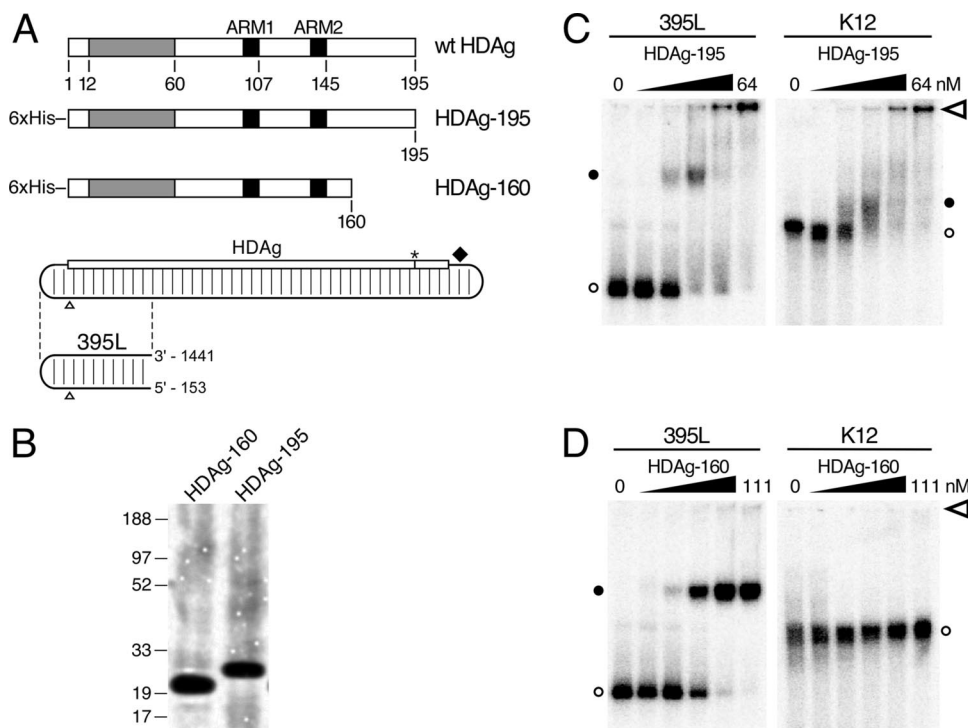 A
ARM1 ARM2
wt HDAg
1 12 60 107 145 195
6xHis– HDAg-195
195
6xHis– HDAg-160
160
HDAg
*
395L
3' - 1441
5' - 153
B
HDAg-160
HDAg-195
188
97
52
33
19
17
C
395L K12
HDAg-195 HDAg-195
0 64 0 64 nM
D
395L K12
HDAg-160 HDAg-160
0 111 0 111 nM